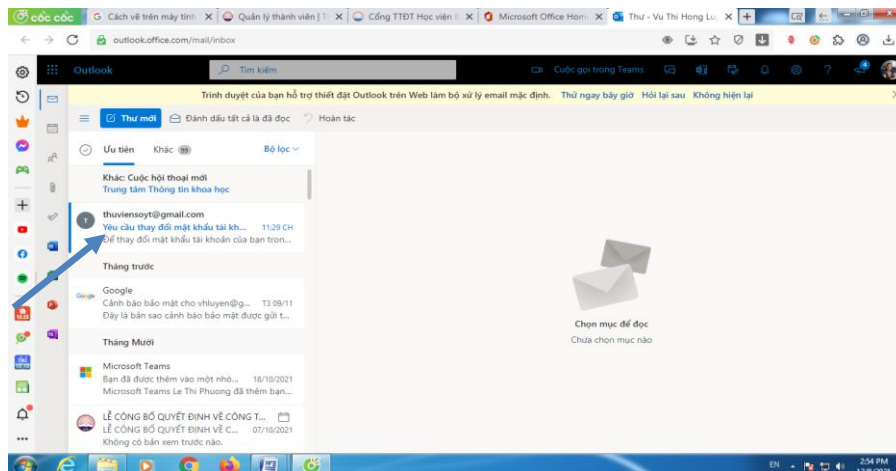 cốc cốc
Cách vẽ trên máy tính
Quản lý thành viên | T
Cổng TTĐT Học viện
Microsoft Office Hom
Thư - Vu Thi Hong Lu
outlook.office.com/mail/inbox
Outlook
Tìm kiếm
Cuộc gọi trong Teams
Trình duyệt của bạn hỗ trợ thiết đặt Outlook trên Web làm bộ xử lý email mặc định. Thử ngay bây giờ Hỏi lại sau Không hiện lại
Thư mới
Đánh dấu tất cả là đã đọc
Hoàn tác
Ưu tiên
Khác 99
Bộ lọc
Khác: Cuộc hội thoại mới
Trung tâm Thông tin khoa học
T
thuviensoyt@gmail.com
Yêu cầu thay đổi mật khẩu tài kh... 11:29 CH
Để thay đổi mật khẩu tài khoản của bạn tron...
Tháng trước
Google
Google
Cảnh báo bảo mật cho vhluyen@g... T3 09/11
Đây là bản sao cảnh báo bảo mật được gửi t...
Tháng Mười
Microsoft Teams
Bạn đã được thêm vào một nhó... 18/10/2021
Microsoft Teams Le Thi Phuong đã thêm bạn...
LỄ CÔNG BỐ QUYẾT ĐỊNH VỀ CÔNG T...
LỄ CÔNG BỐ QUYẾT ĐỊNH VỀ C... 07/10/2021
Không có bản xem trước nào.
Chọn mục để đọc
Chưa chọn mục nào
EN
2:54 PM